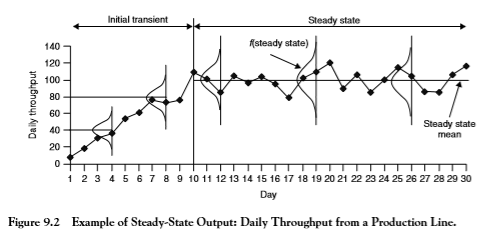 Initial transient
Steady state
f(steady state)
Daily throughput
140
120
100
80
60
40
20
0
Steady state
mean
1 2 3 4 5 6 7 8 9 10 11 12 13 14 15 16 17 18 19 20 21 22 23 24 25 26 27 28 29 30
Day
Figure 9.2 Example of Steady-State Output: Daily Throughput from a Production Line.